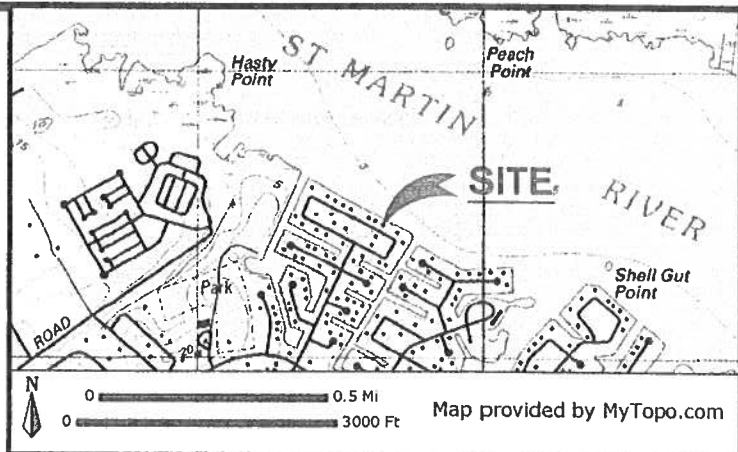 ST MARTIN
RIVER
Hasty
Point
Peach
Point
SITE
5
Shell Gut
Point
Park
ROAD
20
15
N
0 0.5 Mi
0 3000 Ft
Map provided by MyTopo.com